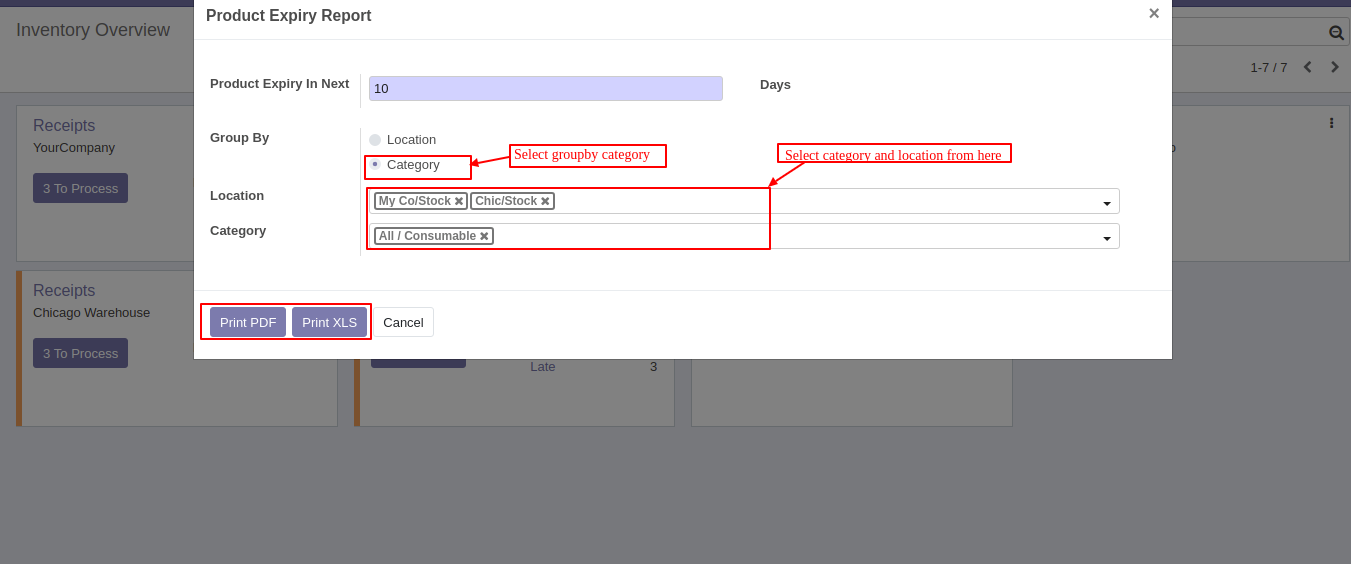 Product Expiry Report
×
Inventory Overview
1-7 / 7
Product Expiry In Next
10
Days
Receipts
YourCompany
3 To Process
Group By
Location
Category
Select groupby category
Select category and location from here
Location
My Co/Stock ✖ Chic/Stock ✖
Category
All / Consumable ✖
Receipts
Chicago Warehouse
3 To Process
Print PDF
Print XLS
Cancel
Late
3